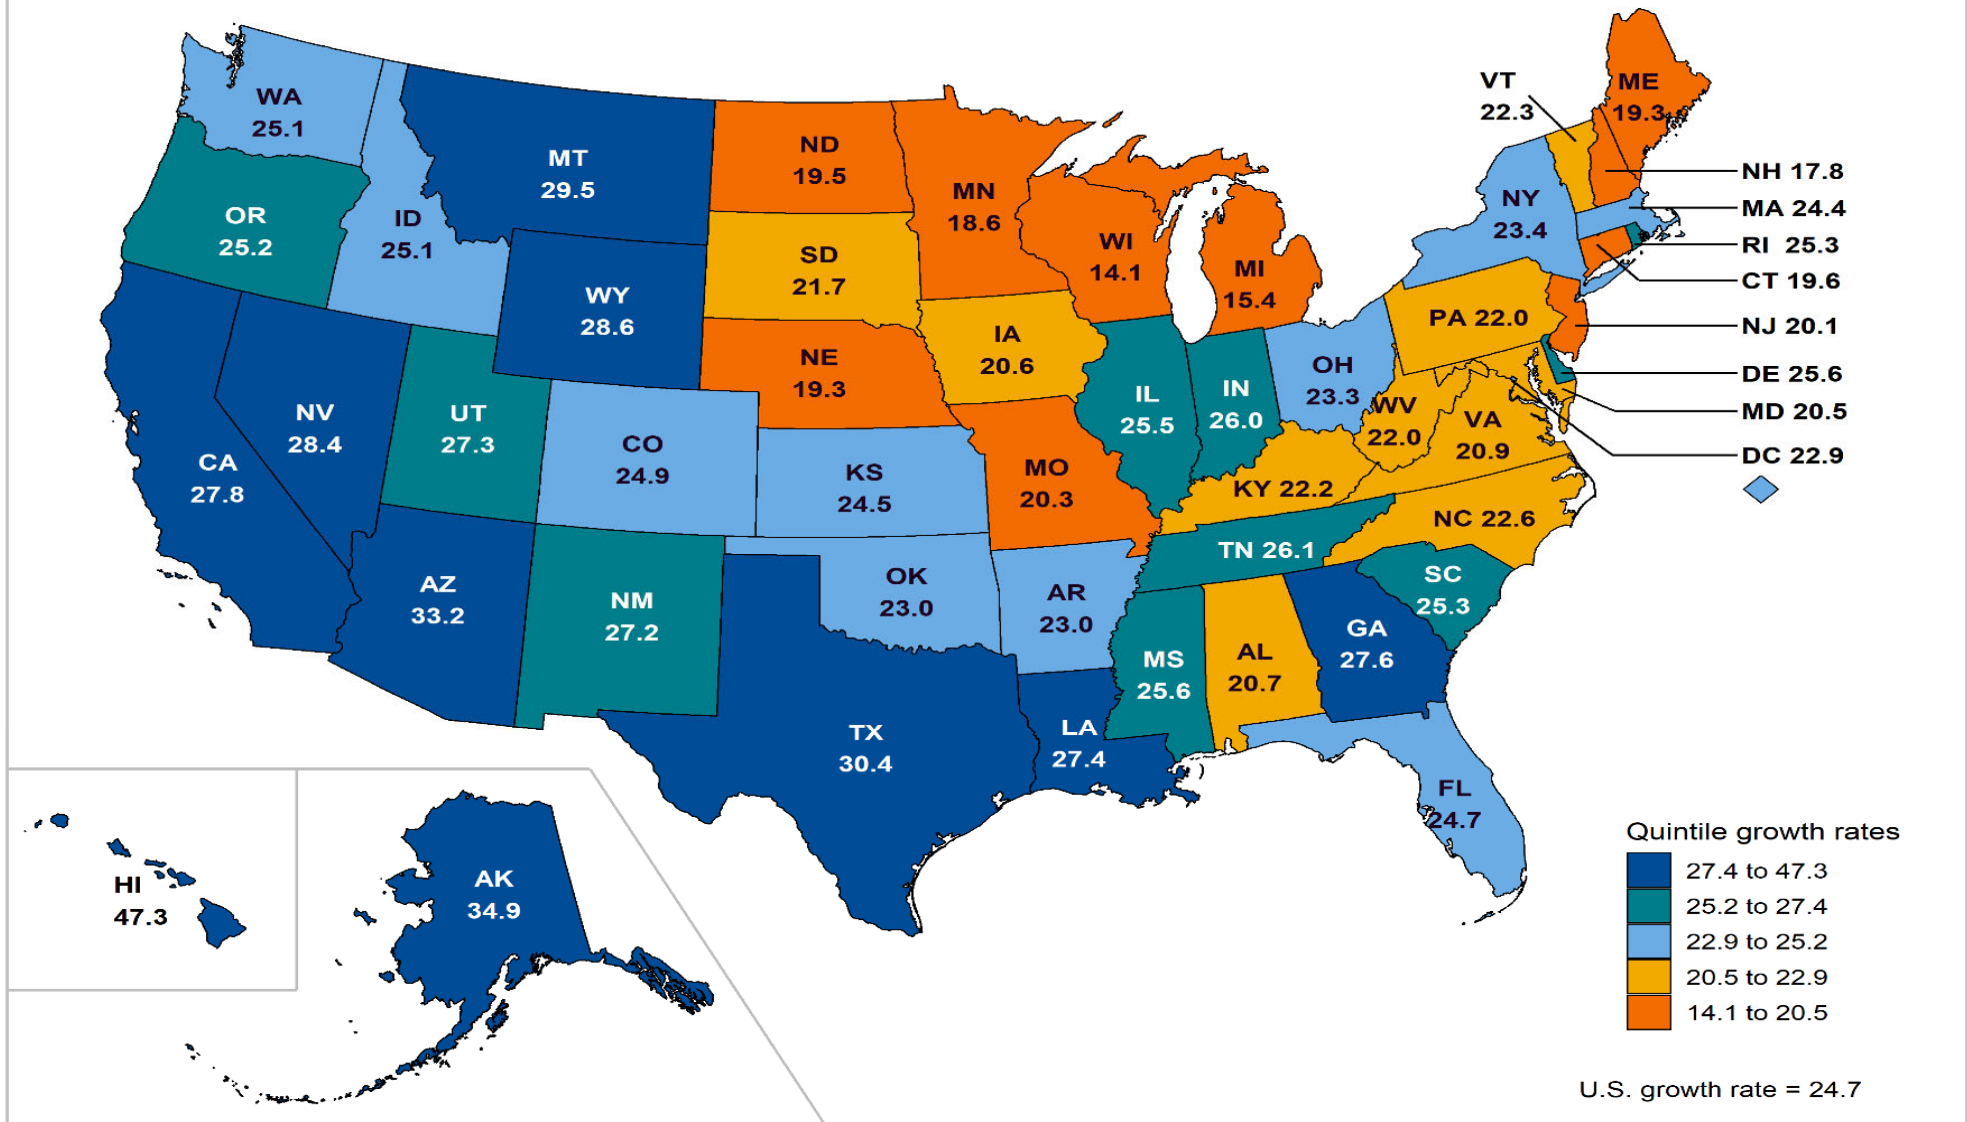 WA
25.1
OR
25.2
ID
25.1
MT
29.5
WY
28.6
ND
19.5
SD
21.7
NE
19.3
MN
18.6
WI
14.1
MI
15.4
IA
20.6
CA
27.8
NV
28.4
UT
27.3
CO
24.9
KS
24.5
MO
20.3
IL
25.5
IN
26.0
OH
23.3
WV
22.0
VA
20.9
PA 22.0
NY
23.4
VT
22.3
ME
19.3
NH 17.8
MA 24.4
RI 25.3
CT 19.6
NJ 20.1
DE 25.6
MD 20.5
DC 22.9
KY 22.2
NC 22.6
TN 26.1
SC
25.3
AZ
33.2
NM
27.2
OK
23.0
AR
23.0
MS
25.6
AL
20.7
GA
27.6
TX
30.4
LA
27.4
FL
24.7
HI
47.3
AK
34.9
Quintile growth rates
27.4 to 47.3
25.2 to 27.4
22.9 to 25.2
20.5 to 22.9
14.1 to 20.5
U.S. growth rate = 24.7